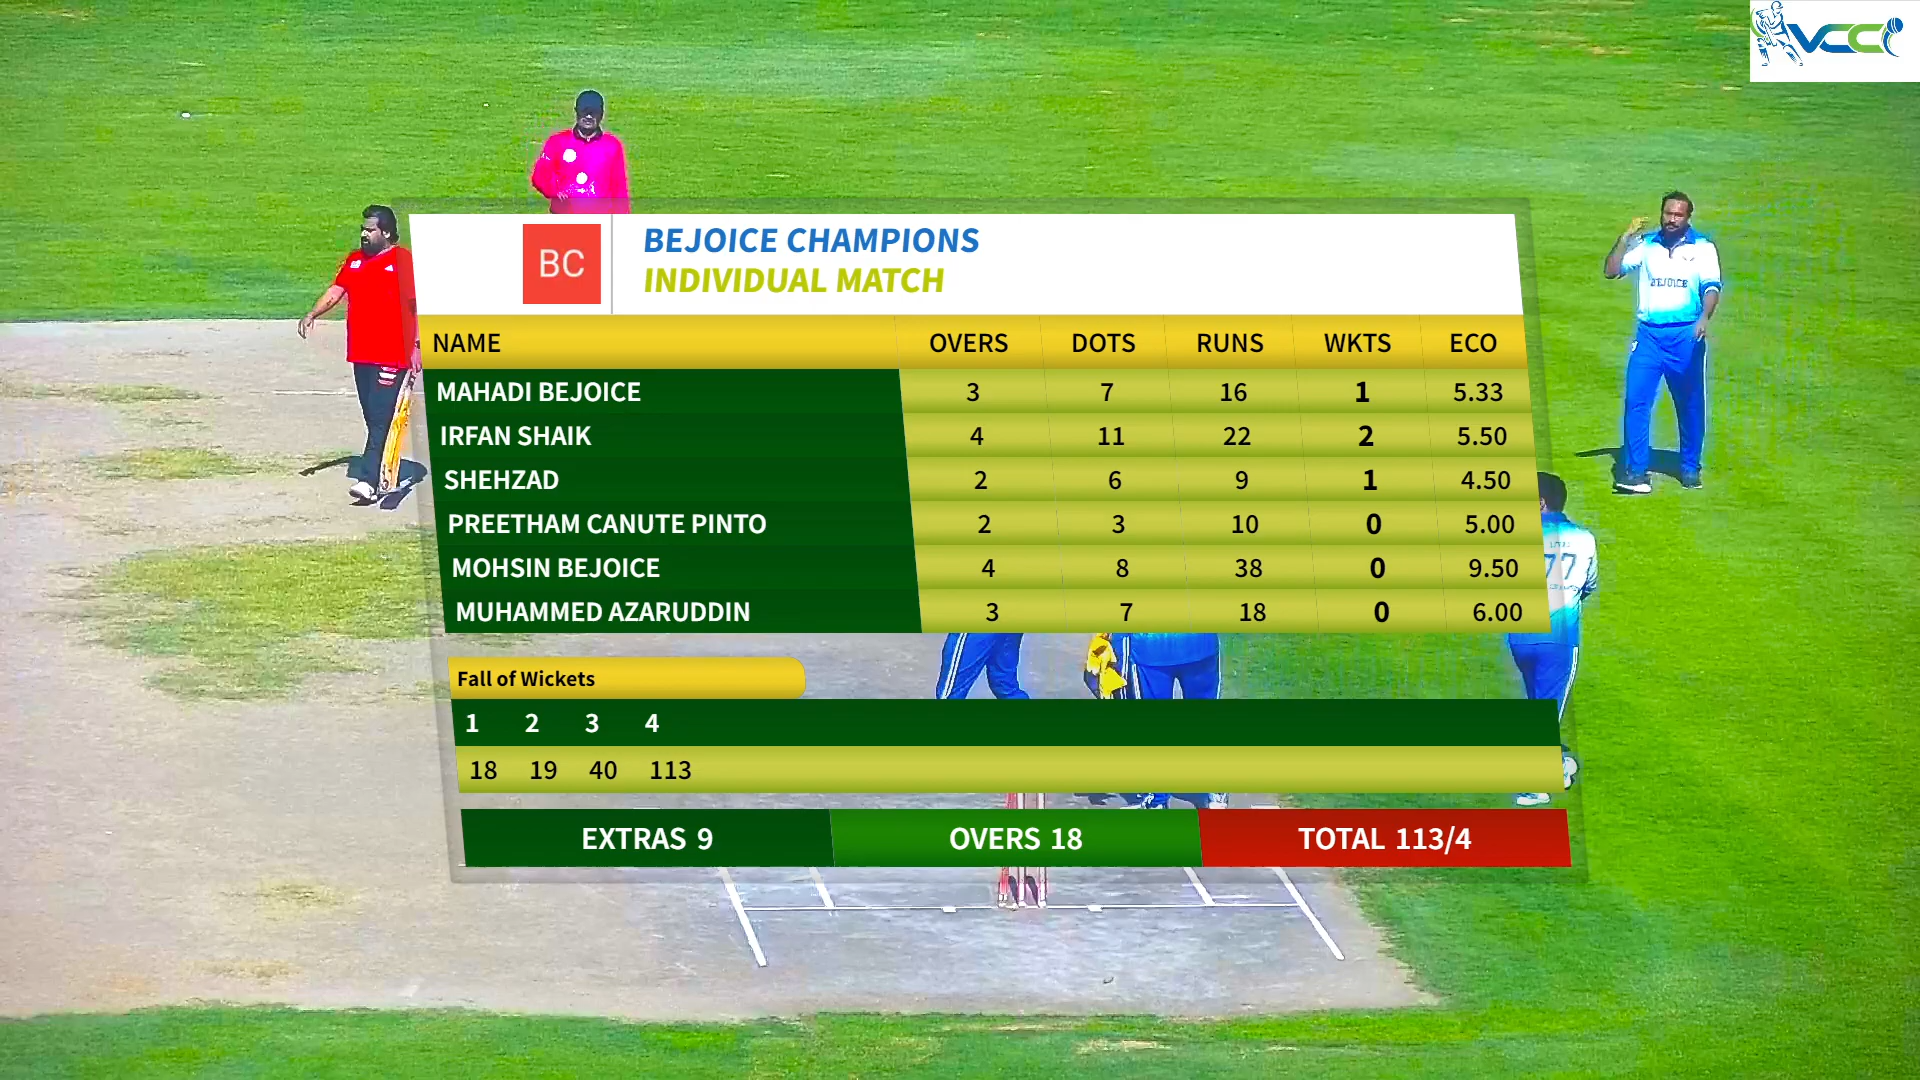 VCC
BC
BEJOICE CHAMPIONS
INDIVIDUAL MATCH
NAME OVERS DOTS RUNS WKTS ECO
MAHADI BEJOICE 3 7 16 1 5.33
IRFAN SHAIK 4 11 22 2 5.50
SHEHZAD 2 6 9 1 4.50
PREETHAM CANUTE PINTO 2 3 10 0 5.00
MOHSIN BEJOICE 4 8 38 0 9.50
MUHAMMED AZARUDDIN 3 7 18 0 6.00
Fall of Wickets
1 2 3 4
18 19 40 113
EXTRAS 9 OVERS 18 TOTAL 113/4
BEJOICE
77